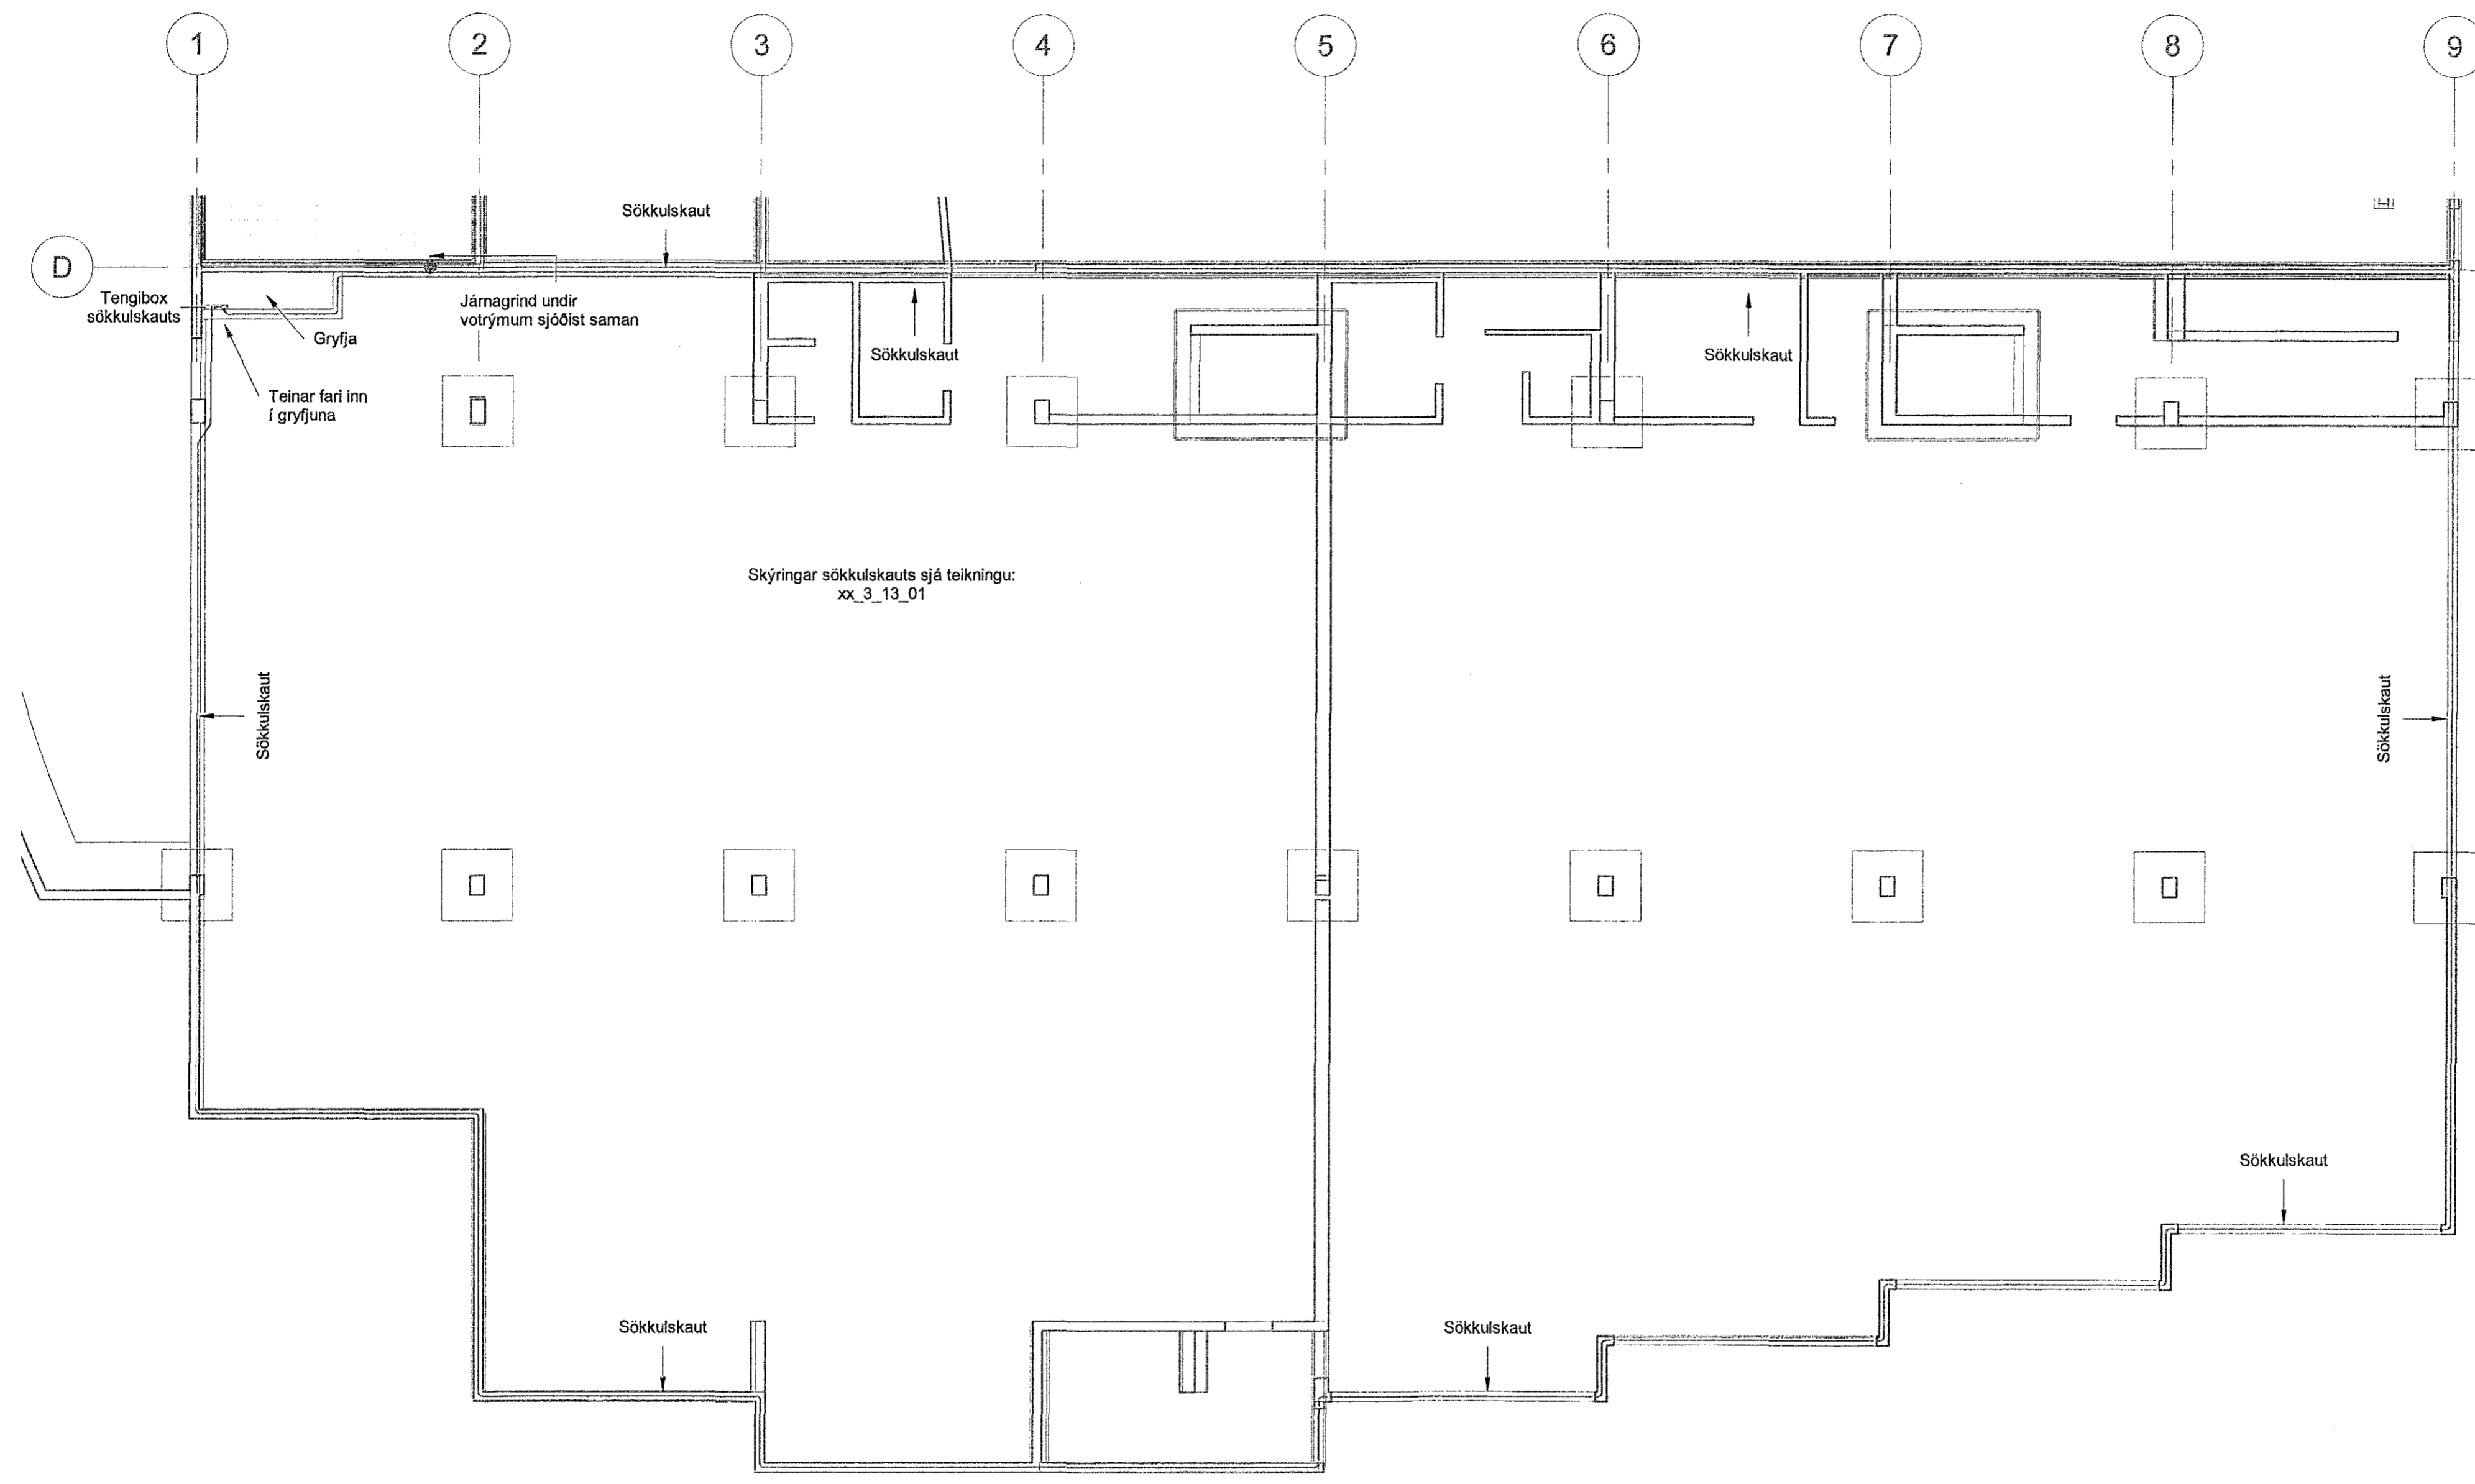 1
2
3
4
5
6
7
8
9
Sökkulskaut
D
Tengibox
sökkulskauts
Járnagrind undir
votrýmum sjóðist saman
Gryfja
Sökkulskaut
Sökkulskaut
Teinar fari inn
í gryfjuna
Skýringar sökkulskauts sjá teikningu:
xx_3_13_01
Sökkulskaut
Sökkulskaut
Sökkulskaut
Sökkulskaut
Sökkulskaut